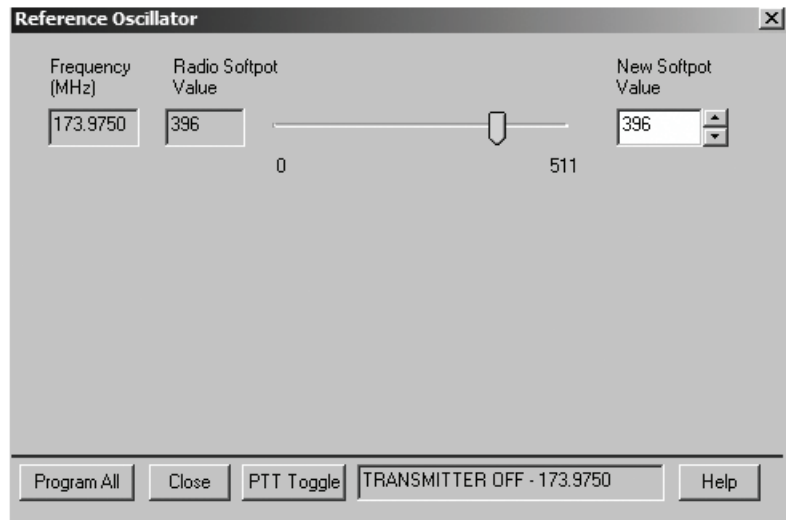 Reference Oscillator
Frequency (MHz)
Radio Softpot Value
New Softpot Value
173.9750
396
396
0
511
Program All
Close
PTT Toggle
TRANSMITTER OFF - 173.9750
Help